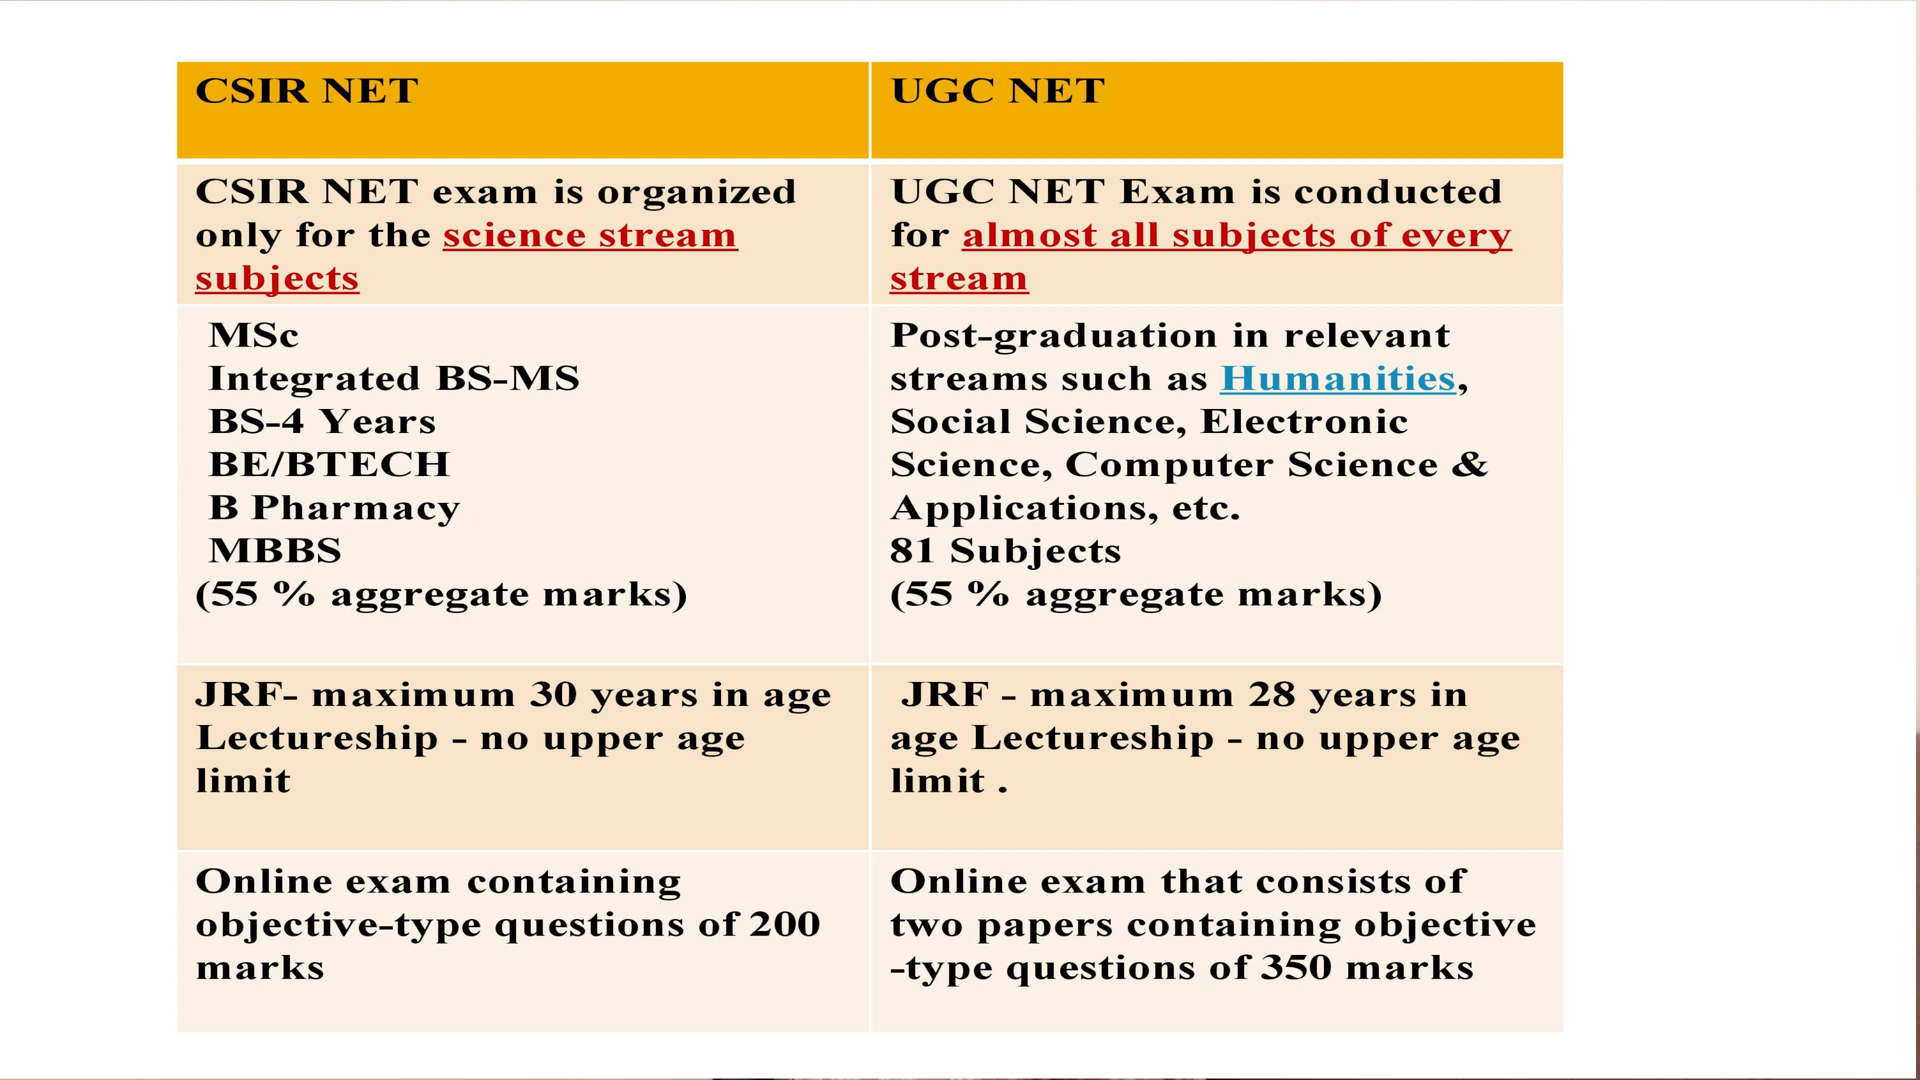 CSIR NET
UGC NET
CSIR NET exam is organized
only for the science stream
subjects
UGC NET Exam is conducted
for almost all subjects of every
stream
MSc
Integrated BS-MS
BS-4 Years
BE/BTECH
B Pharmacy
MBBS
(55 % aggregate marks)
Post-graduation in relevant
streams such as Humanities,
Social Science, Electronic
Science, Computer Science &
Applications, etc.
81 Subjects
(55 % aggregate marks)
JRF- maximum 30 years in age
Lectureship - no upper age
limit
JRF - maximum 28 years in
age Lectureship - no upper age
limit .
Online exam containing
objective-type questions of 200
marks
Online exam that consists of
two papers containing objective
-type questions of 350 marks